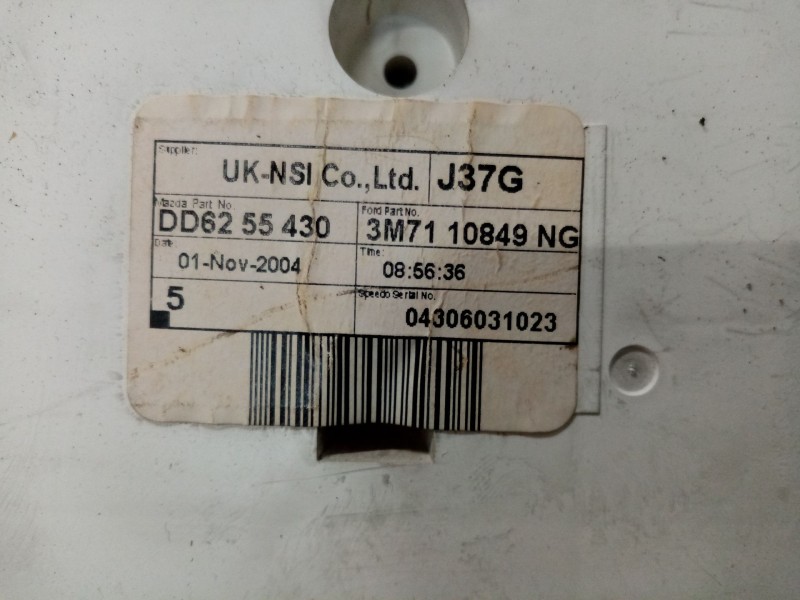 Supplier:
UK-NSI Co.,Ltd. J37G
Mazda Part No. Ford Part No.
DD62 55 430 3M71 10849 NG
Date Time:
01-Nov-2004 08:56:36
5 Speedo Serial No.
04306031023